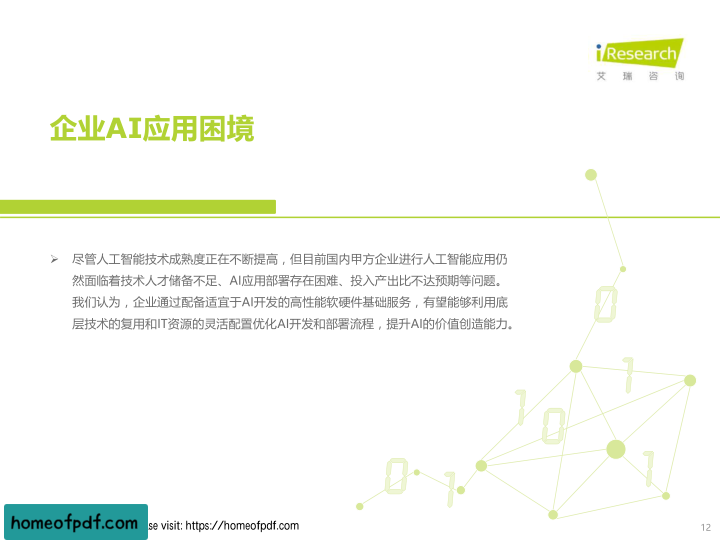 iResearch
艾瑞咨询
企业AI应用困境
➢ 尽管人工智能技术成熟度正在不断提高，但目前国内甲方企业进行人工智能应用仍
然面临着技术人才储备不足、AI应用部署存在困难、投入产出比不达预期等问题。
我们认为，企业通过配备适宜于AI开发的高性能软硬件基础服务，有望能够利用底
层技术的复用和IT资源的灵活配置优化AI开发和部署流程，提升AI的价值创造能力。
0
1
1
0
1
0
1
homeofpdf.com
se visit: https://homeofpdf.com
12